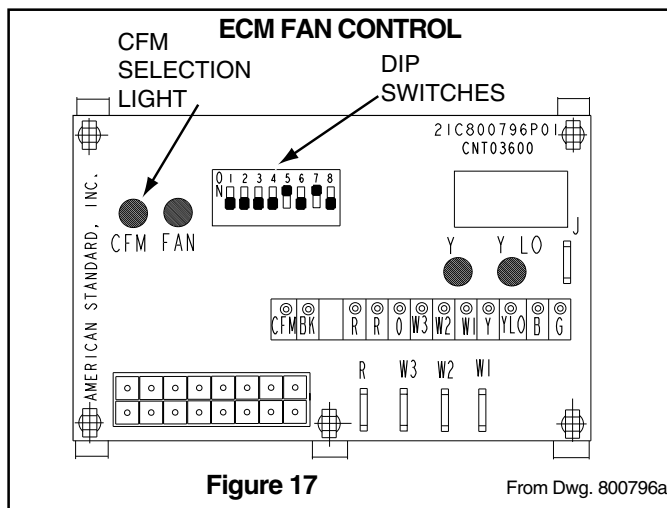 ECM FAN CONTROL
CFM
SELECTION
LIGHT
DIP
SWITCHES
21C800796P01
CNT03600
AMERICAN STANDARD, INC.
O
N
1 2 3 4 5 6 7 8
CFM FAN
J
Y Y LO
CFM BK R R O W3 W2 W1 Y YLO B G
R W3 W2 W1
Figure 17
From Dwg. 800796a